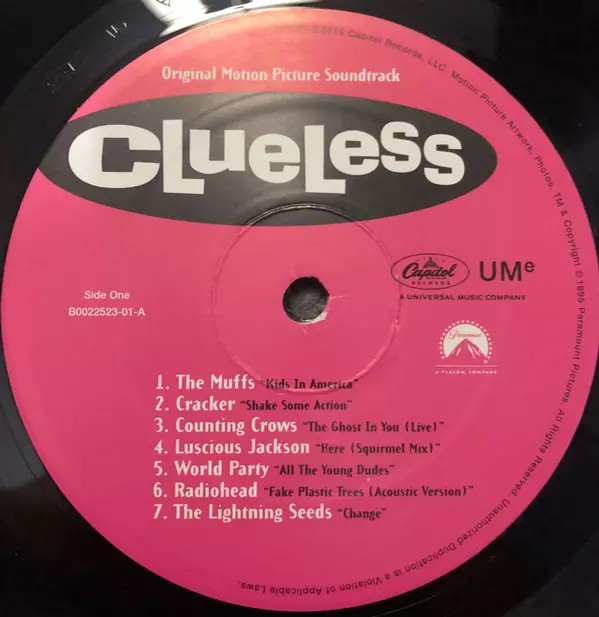 Original Motion Picture Soundtrack
CLueLess
Side One
B0022523-01-A
Capitol
RECORDS
UMe
A UNIVERSAL MUSIC COMPANY
Paramount
A VIACOM COMPANY
1. The Muffs "Kids In America"
2. Cracker "Shake Some Action"
3. Counting Crows "The Ghost In You (Live)"
4. Luscious Jackson "Here (Squirmel Mix)"
5. World Party "All The Young Dudes"
6. Radiohead "Fake Plastic Trees (Acoustic Version)"
7. The Lightning Seeds "Change"
2015 Capitol Records, LLC. Motion Picture Artwork, Photos, TM & Copyright © 1995 Paramount Pictures. All Rights Reserved. Unauthorized Duplication is a Violation of Applicable Laws.